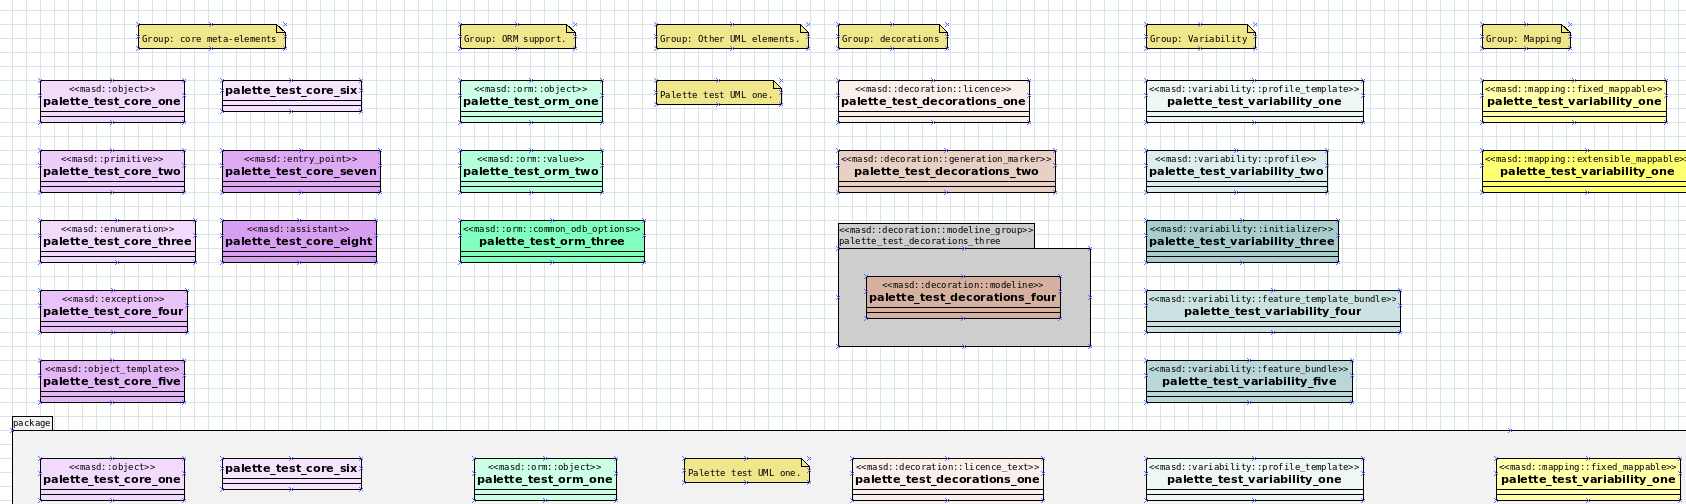 Group: core meta-elements
Group: ORM support.
Group: Other UML elements.
Group: decorations
Group: Variability
Group: Mapping
<<masd::object>>
palette_test_core_one
palette_test_core_six
<<masd::orm::object>>
palette_test_orm_one
Palette test UML one.
<<masd::decoration::licence>>
palette_test_decorations_one
<<masd::variability::profile_template>>
palette_test_variability_one
<<masd::mapping::fixed_mappable>>
palette_test_variability_one
<<masd::primitive>>
palette_test_core_two
<<masd::entry_point>>
palette_test_core_seven
<<masd::orm::value>>
palette_test_orm_two
<<masd::decoration::generation_marker>>
palette_test_decorations_two
<<masd::variability::profile>>
palette_test_variability_two
<<masd::mapping::extensible_mappable>>
palette_test_variability_one
<<masd::enumeration>>
palette_test_core_three
<<masd::assistant>>
palette_test_core_eight
<<masd::orm::common_odb_options>>
palette_test_orm_three
<<masd::decoration::modeline_group>>
palette_test_decorations_three
<<masd::variability::initializer>>
palette_test_variability_three
<<masd::exception>>
palette_test_core_four
<<masd::decoration::modeline>>
palette_test_decorations_four
<<masd::variability::feature_template_bundle>>
palette_test_variability_four
<<masd::object_template>>
palette_test_core_five
<<masd::variability::feature_bundle>>
palette_test_variability_five
package
<<masd::object>>
palette_test_core_one
palette_test_core_six
<<masd::orm::object>>
palette_test_orm_one
Palette test UML one.
<<masd::decoration::licence_text>>
palette_test_decorations_one
<<masd::variability::profile_template>>
palette_test_variability_one
<<masd::mapping::fixed_mappable>>
palette_test_variability_one